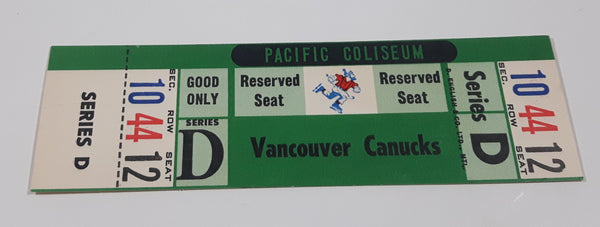 SERIES D
SEC. 10
ROW 44
SEAT 12
GOOD ONLY
SERIES
D
PACIFIC COLISEUM
Reserved Seat
Reserved Seat
Vancouver Canucks
Series D
SEC. 10
ROW 44
SEAT 12